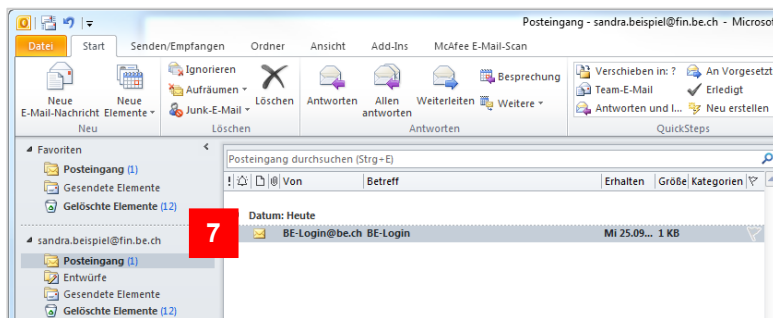 Posteingang - sandra.beispiel@fin.be.ch - Microsof
Datei Start Senden/Empfangen Ordner Ansicht Add-Ins McAfee E-Mail-Scan
Neue E-Mail-Nachricht
Neue Elemente
Neu
Ignorieren
Aufräumen
Junk-E-Mail
Löschen
Löschen
Antworten
Allen antworten
Weiterleiten
Besprechung
Weitere
Antworten
Verschieben in: ?
An Vorgesetzt
Team-E-Mail
Erledigt
Antworten und l...
Neu erstellen
QuickSteps
Favoriten
Posteingang (1)
Gesendete Elemente
Gelöschte Elemente (12)
sandra.beispiel@fin.be.ch
Posteingang (1)
Entwürfe
Gesendete Elemente
Gelöschte Elemente (12)
Posteingang durchsuchen (Strg+E)
! Von Betreff Erhalten Größe Kategorien
Datum: Heute
7
BE-Login@be.ch BE-Login Mi 25.09... 1 KB